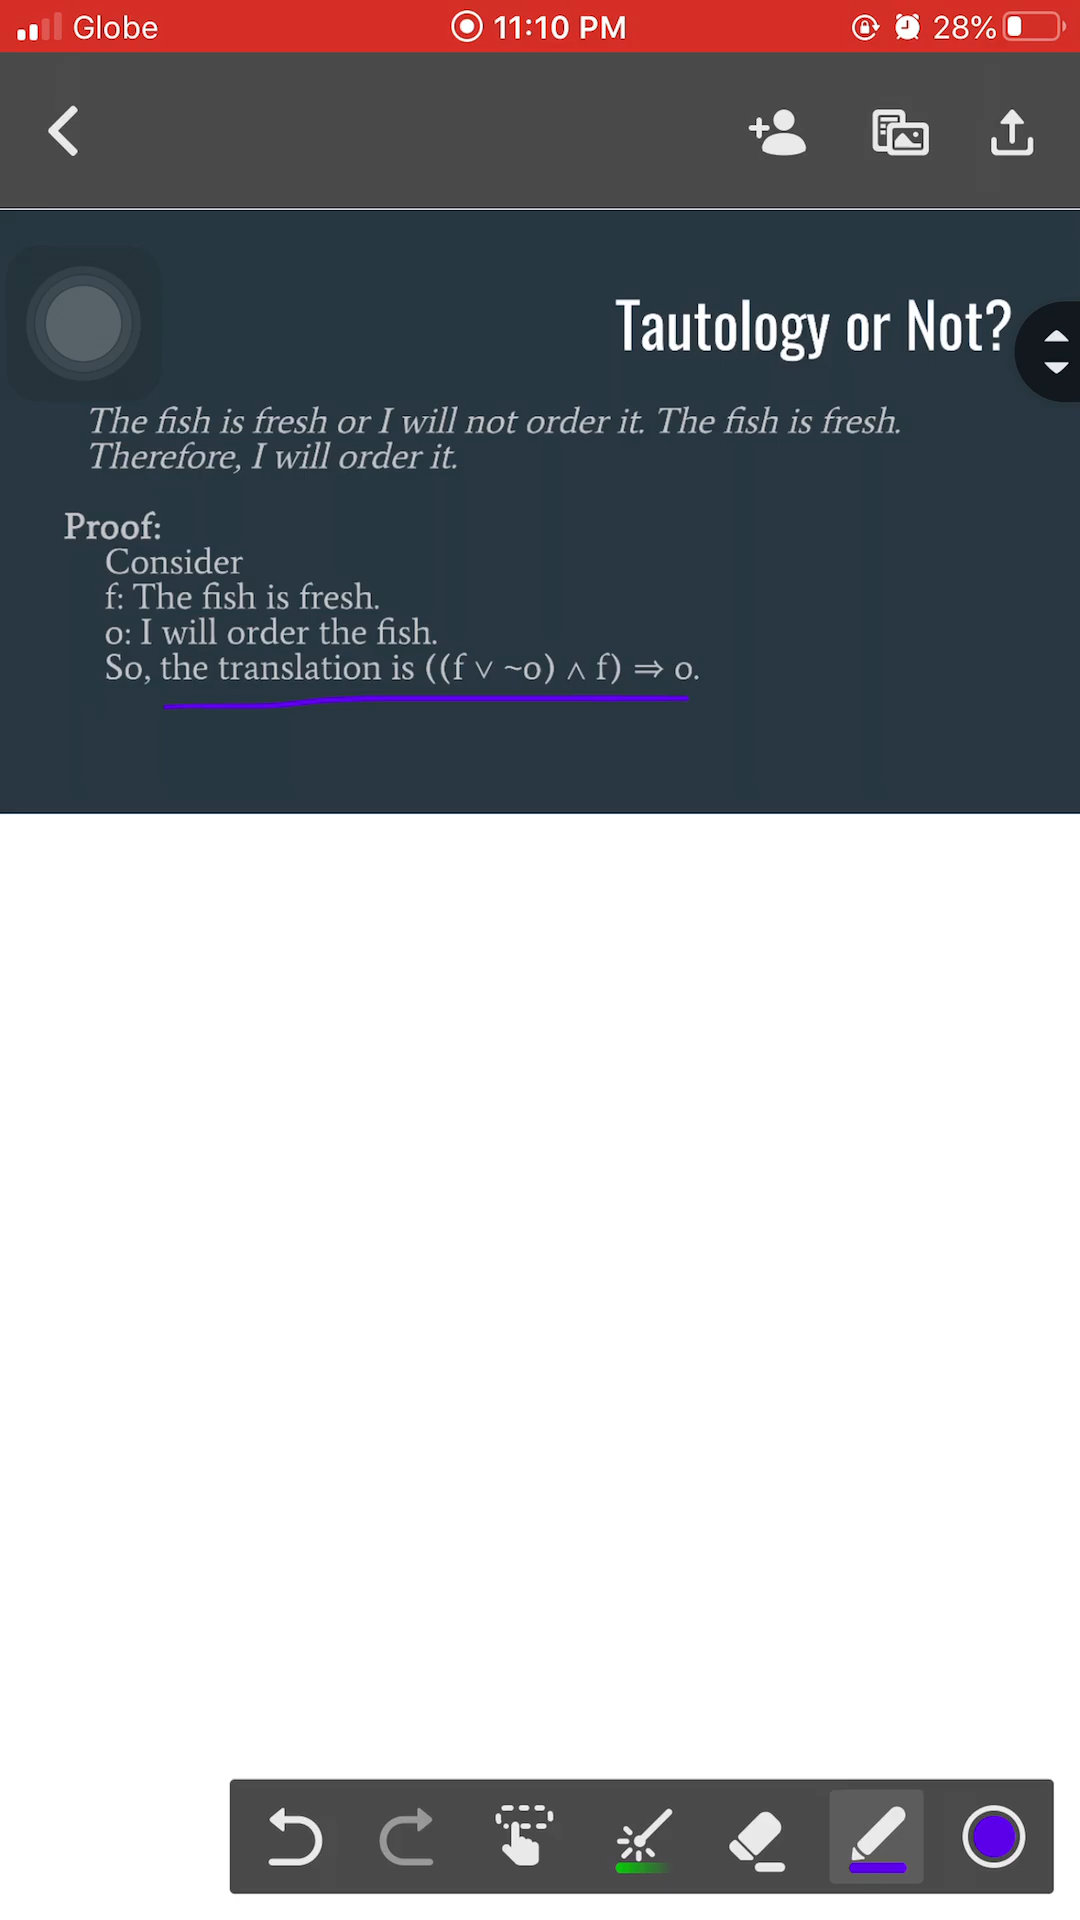 Globe 11:10 PM 28%
Tautology or Not?
The fish is fresh or I will not order it. The fish is fresh.
Therefore, I will order it.
Proof:
Consider
f: The fish is fresh.
o: I will order the fish.
So, the translation is ((f ∨ ~o) ∧ f) ⇒ o.